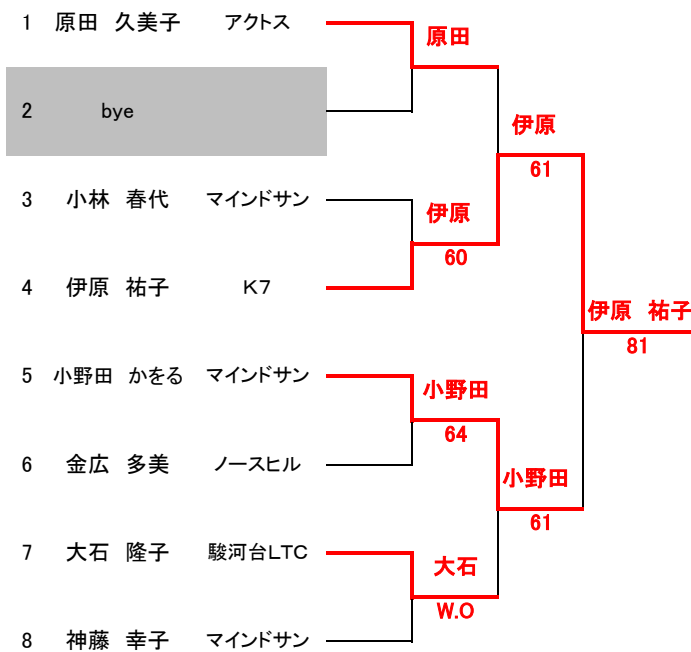 1 原田 久美子 アクトス
原田
2 bye
伊原
61
3 小林 春代 マインドサン
伊原
60
4 伊原 祐子 K7
伊原 祐子
81
5 小野田 かをる マインドサン
小野田
64
6 金広 多美 ノースヒル
小野田
61
7 大石 隆子 駿河台LTC
大石
W.O
8 神藤 幸子 マインドサン